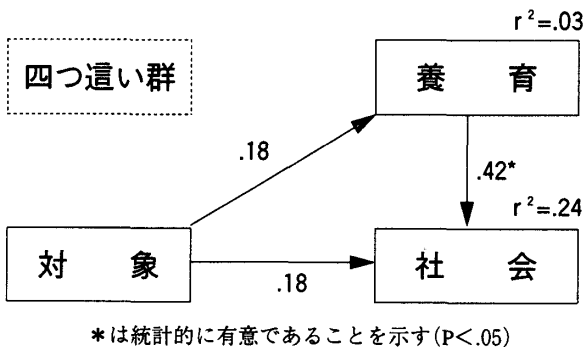 r²=.03
四つ這い群
養 育
.18
.42*
r²=.24
対 象
社 会
.18
*は統計的に有意であることを示す(P<.05)